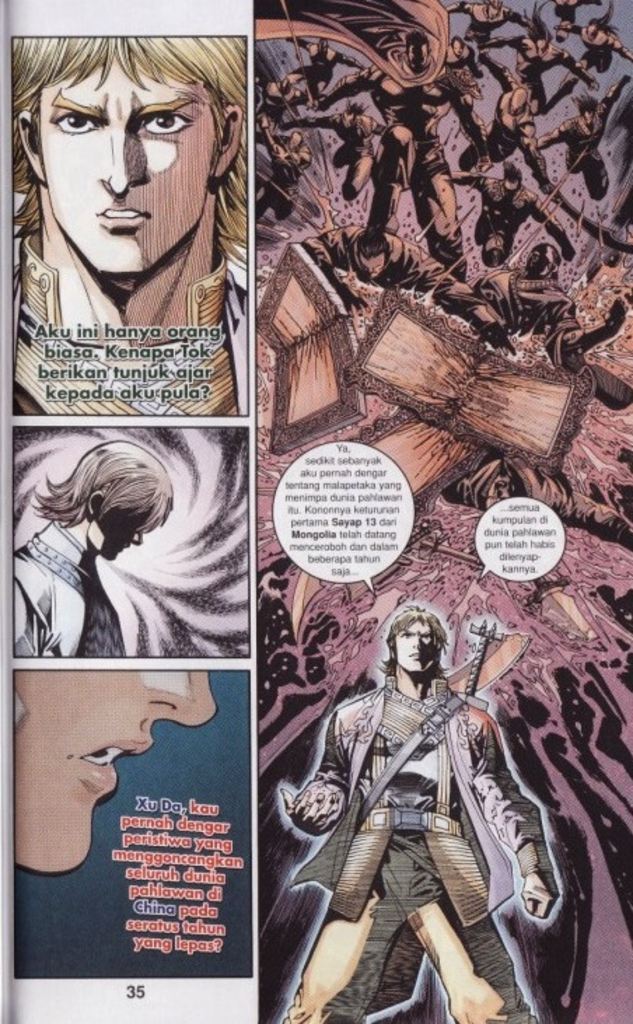 Aku ini hanya orang
biasa. Kenapa Tok
berikan tunjuk ajar
kepada aku pula?
Xu Da, kau
pernah dengar
peristiwa yang
menggoncangkan
seluruh dunia
pahlawan di
China pada
seratus tahun
yang lepas?
Ya,
sedikit sebanyak
aku pernah dengar
tentang malapetaka yang
menimpa dunia pahlawan
itu. Kononnya keturunan
pertama Sayap 13 dari
Mongolia telah datang
menceroboh dan dalam
beberapa tahun
saja...
...semua
kumpulan di
dunia pahlawan
pun telah habis
dilenyap-
kannya.
35